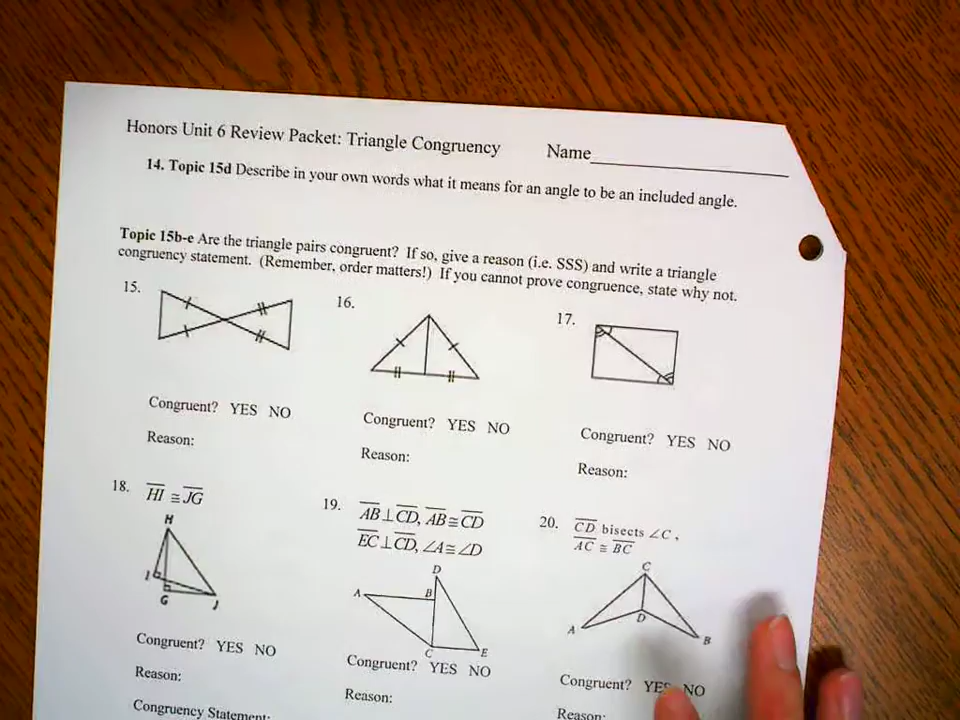 Honors Unit 6 Review Packet: Triangle Congruency Name
14. Topic 15d Describe in your own words what it means for an angle to be an included angle.
Topic 15b-e Are the triangle pairs congruent? If so, give a reason (i.e. SSS) and write a triangle
congruency statement. (Remember, order matters!) If you cannot prove congruence, state why not.
15. 16. 17.
Congruent? YES NO Congruent? YES NO Congruent? YES NO
Reason: Reason: Reason:
18. HI ≅ JG 19. AB ⊥ CD, AB ≅ CD 20. CD bisects ∠C,
EC ⊥ CD, ∠A ≅ ∠D AC ≅ BC
H D C
I A B D
G J C E A B
Congruent? YES NO Congruent? YES NO Congruent? YES NO
Reason: Reason: Reason:
Congruency Statement: